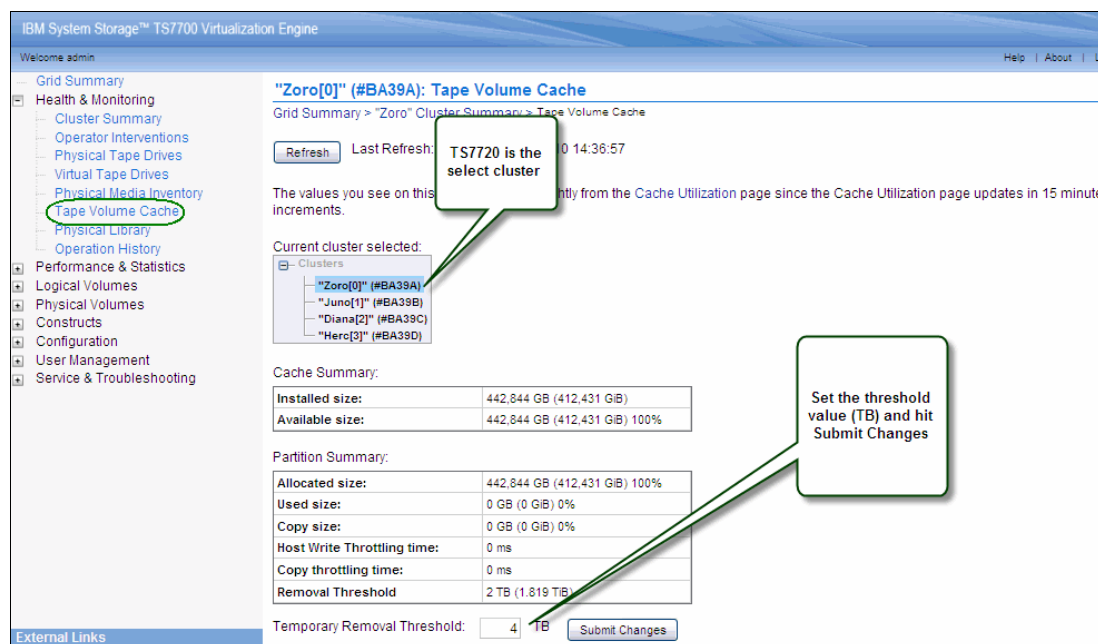 IBM System Storage™ TS7700 Virtualization Engine
Welcome admin
Help | About |
Grid Summary
Health & Monitoring
Cluster Summary
Operator Interventions
Physical Tape Drives
Virtual Tape Drives
Physical Media Inventory
Tape Volume Cache
Physical Library
Operation History
Performance & Statistics
Logical Volumes
Physical Volumes
Constructs
Configuration
User Management
Service & Troubleshooting
External Links
"Zoro[0]" (#BA39A): Tape Volume Cache
Grid Summary > "Zoro" Cluster Summary > Tape Volume Cache
Refresh Last Refresh: 0 14:36:57
TS7720 is the
select cluster
The values you see on this from the Cache Utilization page since the Cache Utilization page updates in 15 minute
increments.
Current cluster selected:
Clusters
"Zoro[0]" (#BA39A)
"Juno[1]" (#BA39B)
"Diana[2]" (#BA39C)
"Herc[3]" (#BA39D)
Cache Summary:
Installed size: 442,844 GB (412,431 GiB)
Available size: 442,844 GB (412,431 GiB) 100%
Set the threshold
value (TB) and hit
Submit Changes
Partition Summary:
Allocated size: 442,844 GB (412,431 GiB) 100%
Used size: 0 GB (0 GiB) 0%
Copy size: 0 GB (0 GiB) 0%
Host Write Throttling time: 0 ms
Copy throttling time: 0 ms
Removal Threshold 2 TB (1.819 TiB)
Temporary Removal Threshold: 4 TB Submit Changes